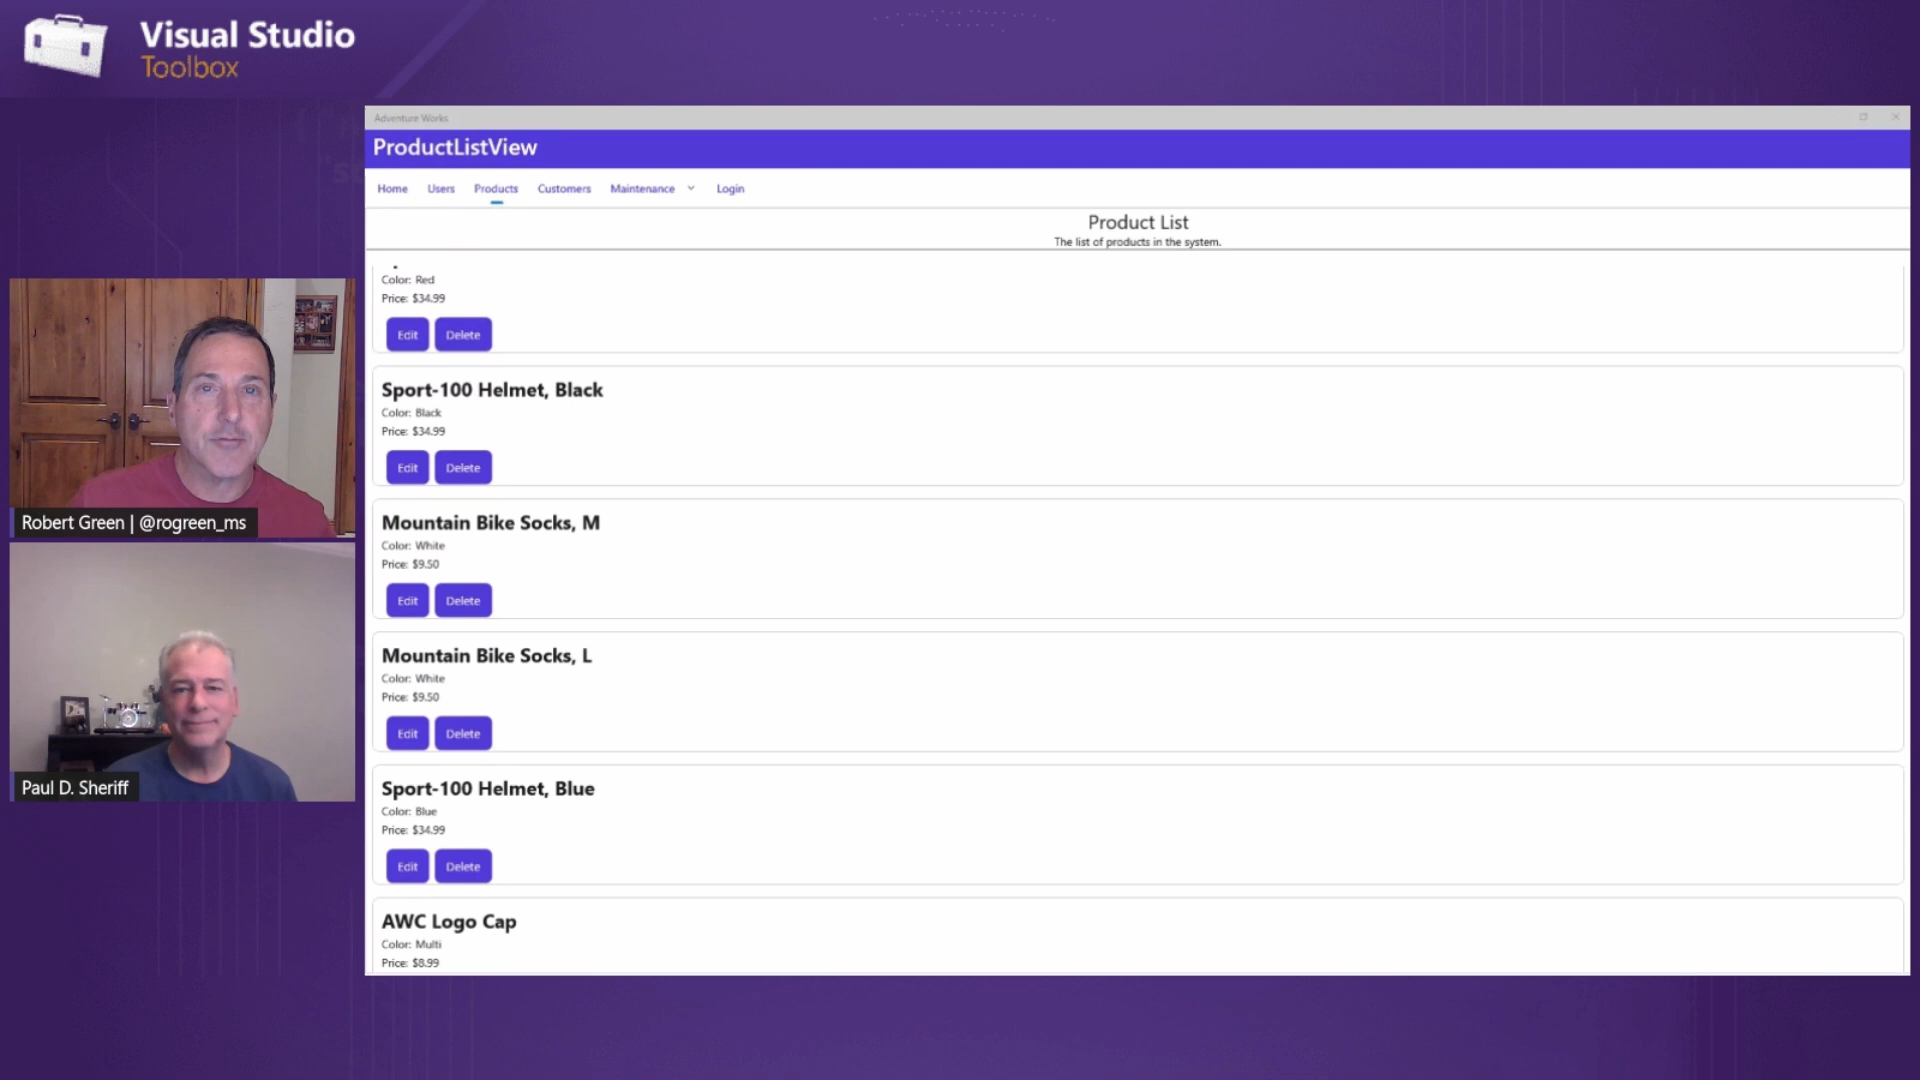 Visual Studio
Toolbox
Adventure Works
ProductListView
Home Users Products Customers Maintenance Login
Product List
The list of products in the system.
Color: Red
Price: $34.99
Edit Delete
Sport-100 Helmet, Black
Color: Black
Price: $34.99
Edit Delete
Mountain Bike Socks, M
Color: White
Price: $9.50
Edit Delete
Mountain Bike Socks, L
Color: White
Price: $9.50
Edit Delete
Sport-100 Helmet, Blue
Color: Blue
Price: $34.99
Edit Delete
AWC Logo Cap
Color: Multi
Price: $8.99
Robert Green | @rogreen_ms
Paul D. Sheriff